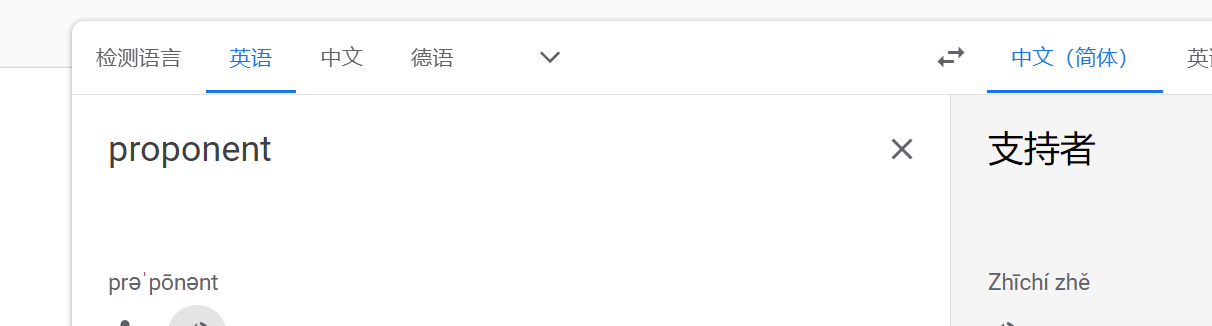 检测语言 英语 中文 德语 中文（简体）
proponent 支持者
prəˈpōnənt Zhīchí zhě